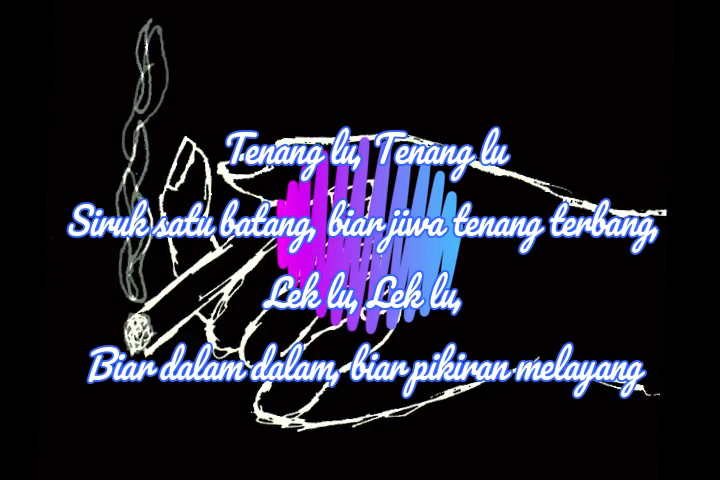 Tenang lu, Tenang lu
Siruk satu batang, biar jiwa tenang terbang,
Lek lu, Lek lu,
Biar dalam dalam, biar pikiran melayang